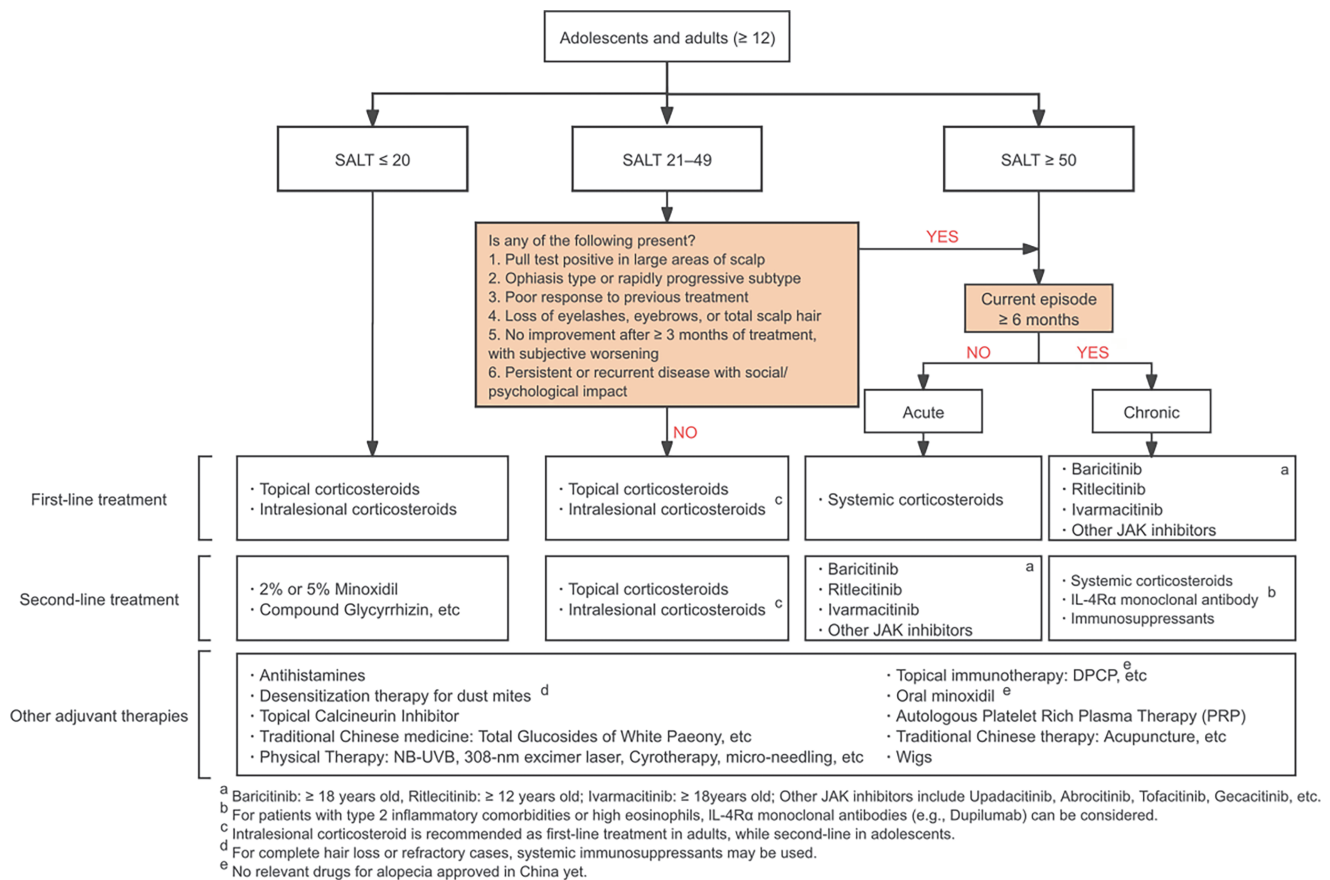 Adolescents and adults (≥ 12)
SALT ≤ 20
SALT 21–49
SALT ≥ 50
Is any of the following present?
1. Pull test positive in large areas of scalp
2. Ophiasis type or rapidly progressive subtype
3. Poor response to previous treatment
4. Loss of eyelashes, eyebrows, or total scalp hair
5. No improvement after ≥ 3 months of treatment,
with subjective worsening
6. Persistent or recurrent disease with social/
psychological impact
YES
Current episode
≥ 6 months
NO
YES
Acute
Chronic
NO
First-line treatment
· Topical corticosteroids
· Intralesional corticosteroids
· Topical corticosteroids
· Intralesional corticosteroids c
· Systemic corticosteroids
· Baricitinib a
· Ritlecitinib
· Ivarmacitinib
· Other JAK inhibitors
Second-line treatment
· 2% or 5% Minoxidil
· Compound Glycyrrhizin, etc
· Topical corticosteroids
· Intralesional corticosteroids c
· Baricitinib a
· Ritlecitinib
· Ivarmacitinib
· Other JAK inhibitors
· Systemic corticosteroids
· IL-4Rα monoclonal antibody b
· Immunosuppressants
Other adjuvant therapies
· Antihistamines
· Desensitization therapy for dust mites d
· Topical Calcineurin Inhibitor
· Traditional Chinese medicine: Total Glucosides of White Paeony, etc
· Physical Therapy: NB-UVB, 308-nm excimer laser, Cyrotherapy, micro-needling, etc
· Topical immunotherapy: DPCP, etc e
· Oral minoxidil e
· Autologous Platelet Rich Plasma Therapy (PRP)
· Traditional Chinese therapy: Acupuncture, etc
· Wigs
a Baricitinib: ≥ 18 years old, Ritlecitinib: ≥ 12 years old; Ivarmacitinib: ≥ 18years old; Other JAK inhibitors include Upadacitinib, Abrocitinib, Tofacitinib, Gecacitinib, etc.
b For patients with type 2 inflammatory comorbidities or high eosinophils, IL-4Rα monoclonal antibodies (e.g., Dupilumab) can be considered.
c Intralesional corticosteroid is recommended as first-line treatment in adults, while second-line in adolescents.
d For complete hair loss or refractory cases, systemic immunosuppressants may be used.
e No relevant drugs for alopecia approved in China yet.